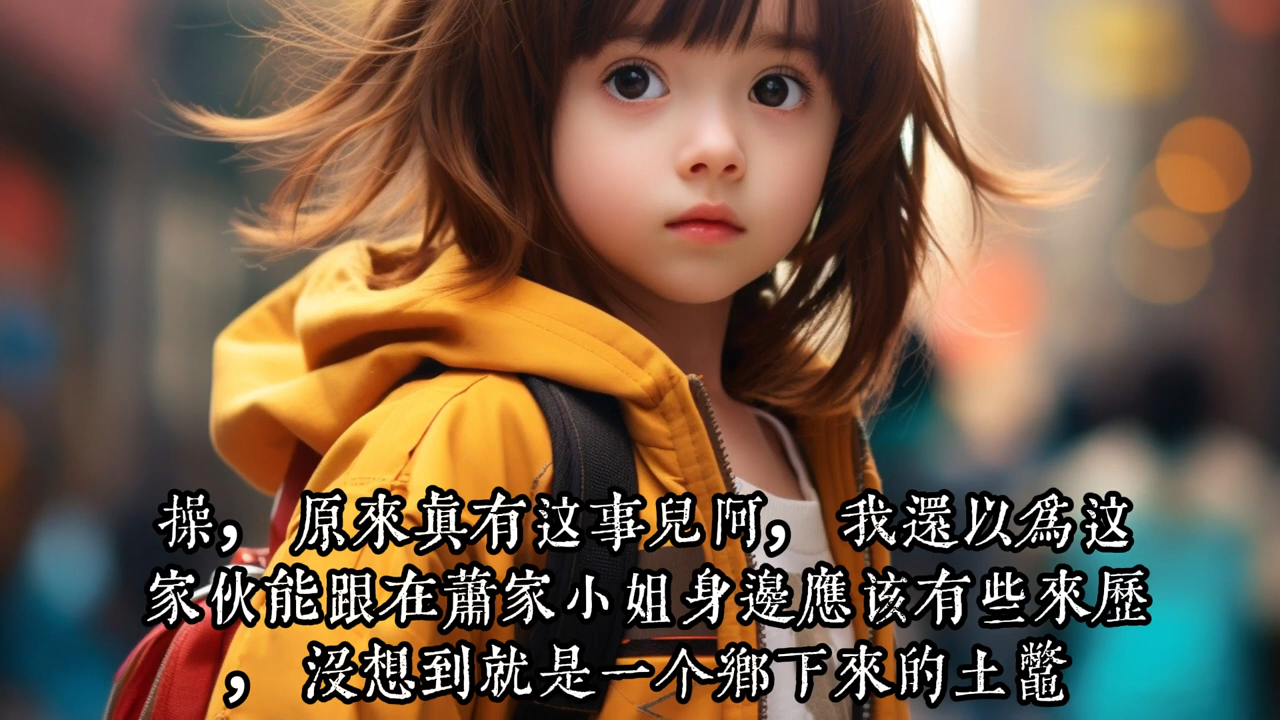 操， 原來眞有这事兒阿， 我還以爲这
家伙能跟在蕭家小姐身邊應该有些來歷
， 沒想到就是一个鄉下來的土鼈